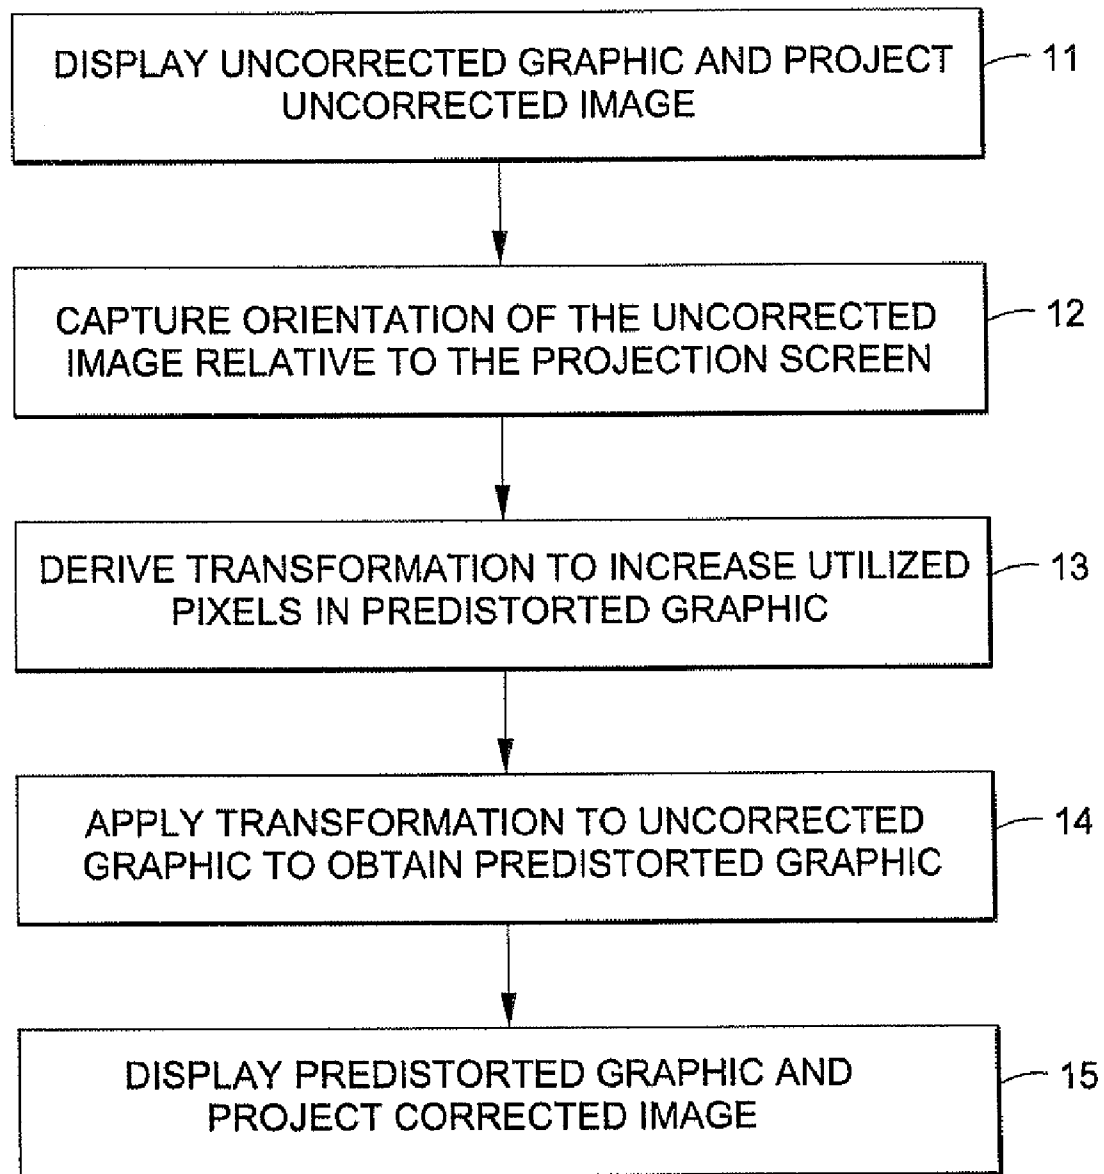 DISPLAY UNCORRECTED GRAPHIC AND PROJECT
UNCORRECTED IMAGE
11
CAPTURE ORIENTATION OF THE UNCORRECTED
IMAGE RELATIVE TO THE PROJECTION SCREEN
12
DERIVE TRANSFORMATION TO INCREASE UTILIZED
PIXELS IN PREDISTORTED GRAPHIC
13
APPLY TRANSFORMATION TO UNCORRECTED
GRAPHIC TO OBTAIN PREDISTORTED GRAPHIC
14
DISPLAY PREDISTORTED GRAPHIC AND
PROJECT CORRECTED IMAGE
15